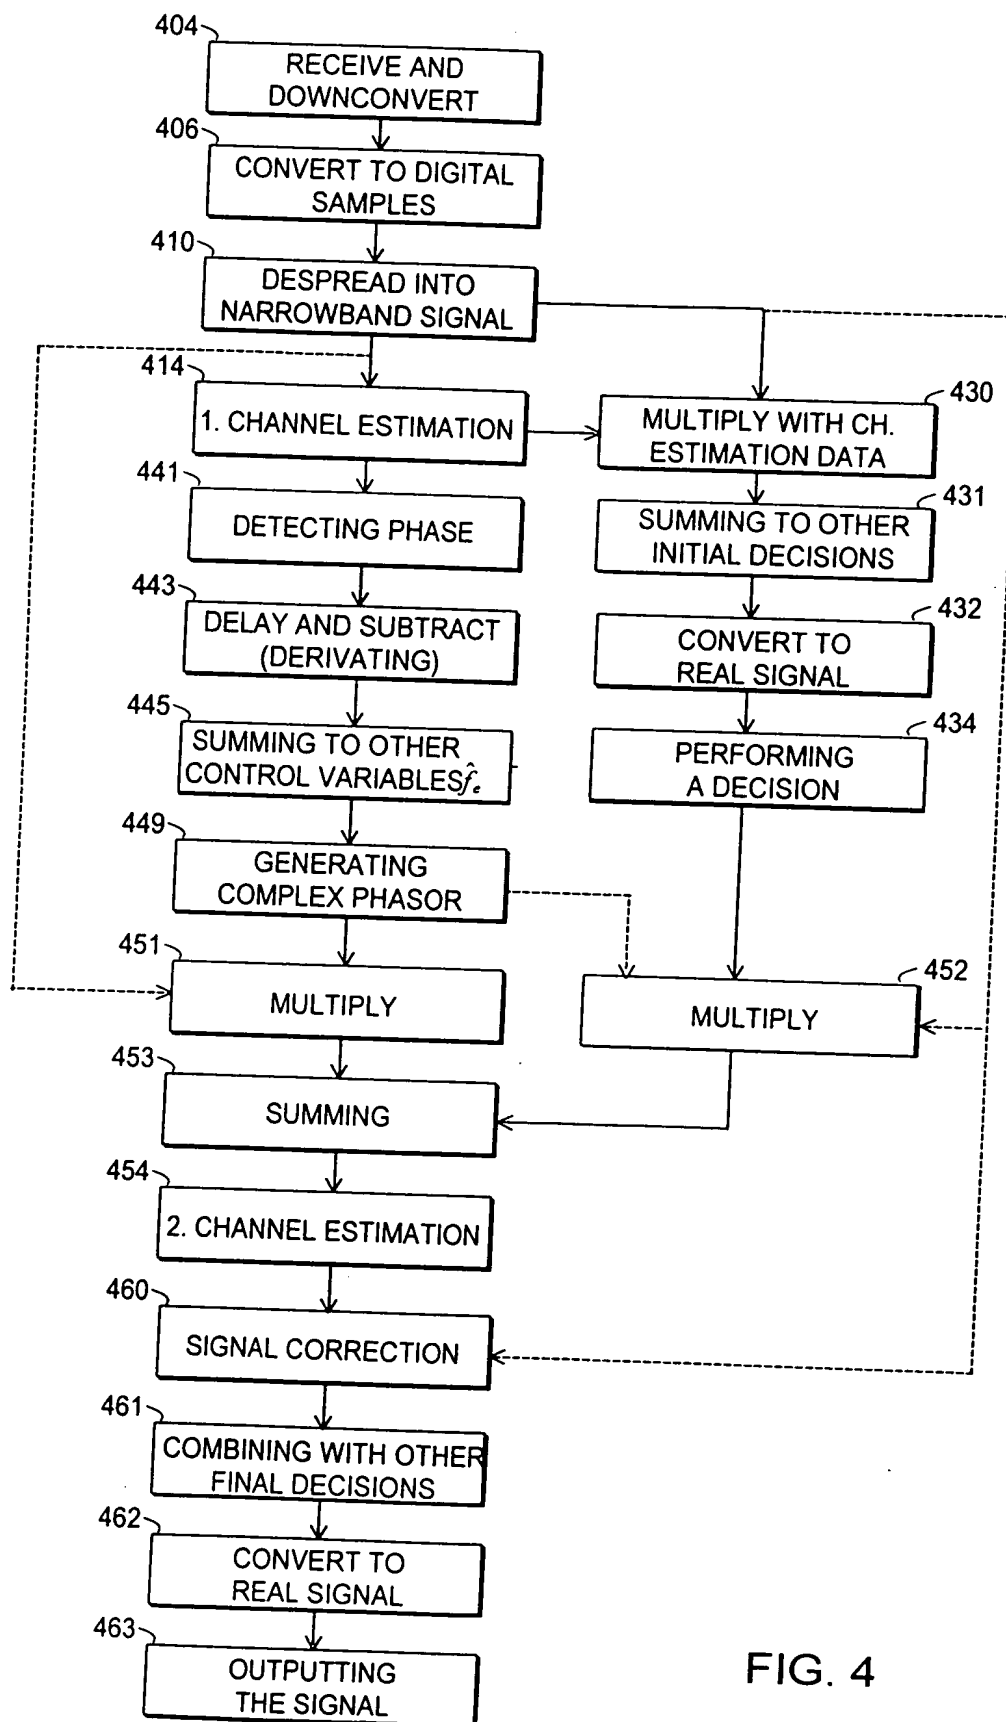 404
RECEIVE AND
DOWNCONVERT
406
CONVERT TO DIGITAL
SAMPLES
410
DESPREAD INTO
NARROWBAND SIGNAL
414
1. CHANNEL ESTIMATION
430
MULTIPLY WITH CH.
ESTIMATION DATA
441
DETECTING PHASE
431
SUMMING TO OTHER
INITIAL DECISIONS
443
DELAY AND SUBTRACT
(DERIVATING)
432
CONVERT TO
REAL SIGNAL
445
SUMMING TO OTHER
CONTROL VARIABLES f̂e
434
PERFORMING
A DECISION
449
GENERATING
COMPLEX PHASOR
451
MULTIPLY
452
MULTIPLY
453
SUMMING
454
2. CHANNEL ESTIMATION
460
SIGNAL CORRECTION
461
COMBINING WITH OTHER
FINAL DECISIONS
462
CONVERT TO
REAL SIGNAL
463
OUTPUTTING
THE SIGNAL
FIG. 4